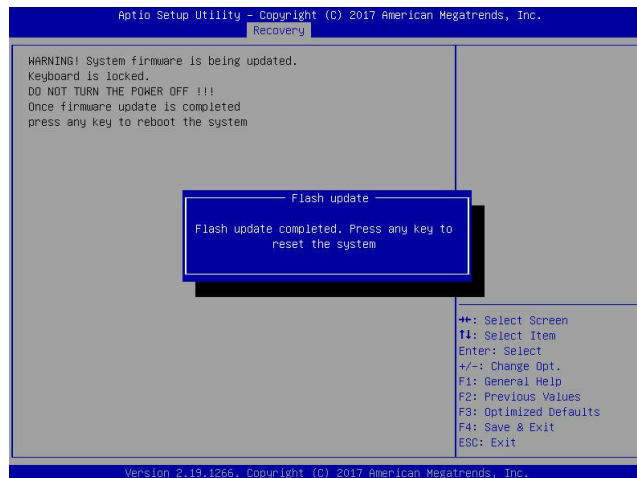 Aptio Setup Utility – Copyright (C) 2017 American Megatrends, Inc.
Recovery
WARNING! System firmware is being updated.
Keyboard is locked.
DO NOT TURN THE POWER OFF !!!
Once firmware update is completed
press any key to reboot the system
Flash update
Flash update completed. Press any key to
reset the system
→←: Select Screen
↑↓: Select Item
Enter: Select
+/-: Change Opt.
F1: General Help
F2: Previous Values
F3: Optimized Defaults
F4: Save & Exit
ESC: Exit
Version 2.19.1266. Copyright (C) 2017 American Megatrends, Inc.